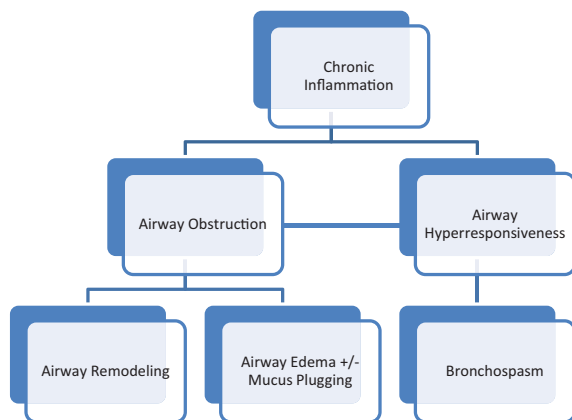 Chronic
Inflammation
Airway Obstruction
Airway
Hyperresponsiveness
Airway Remodeling
Airway Edema +/-
Mucus Plugging
Bronchospasm